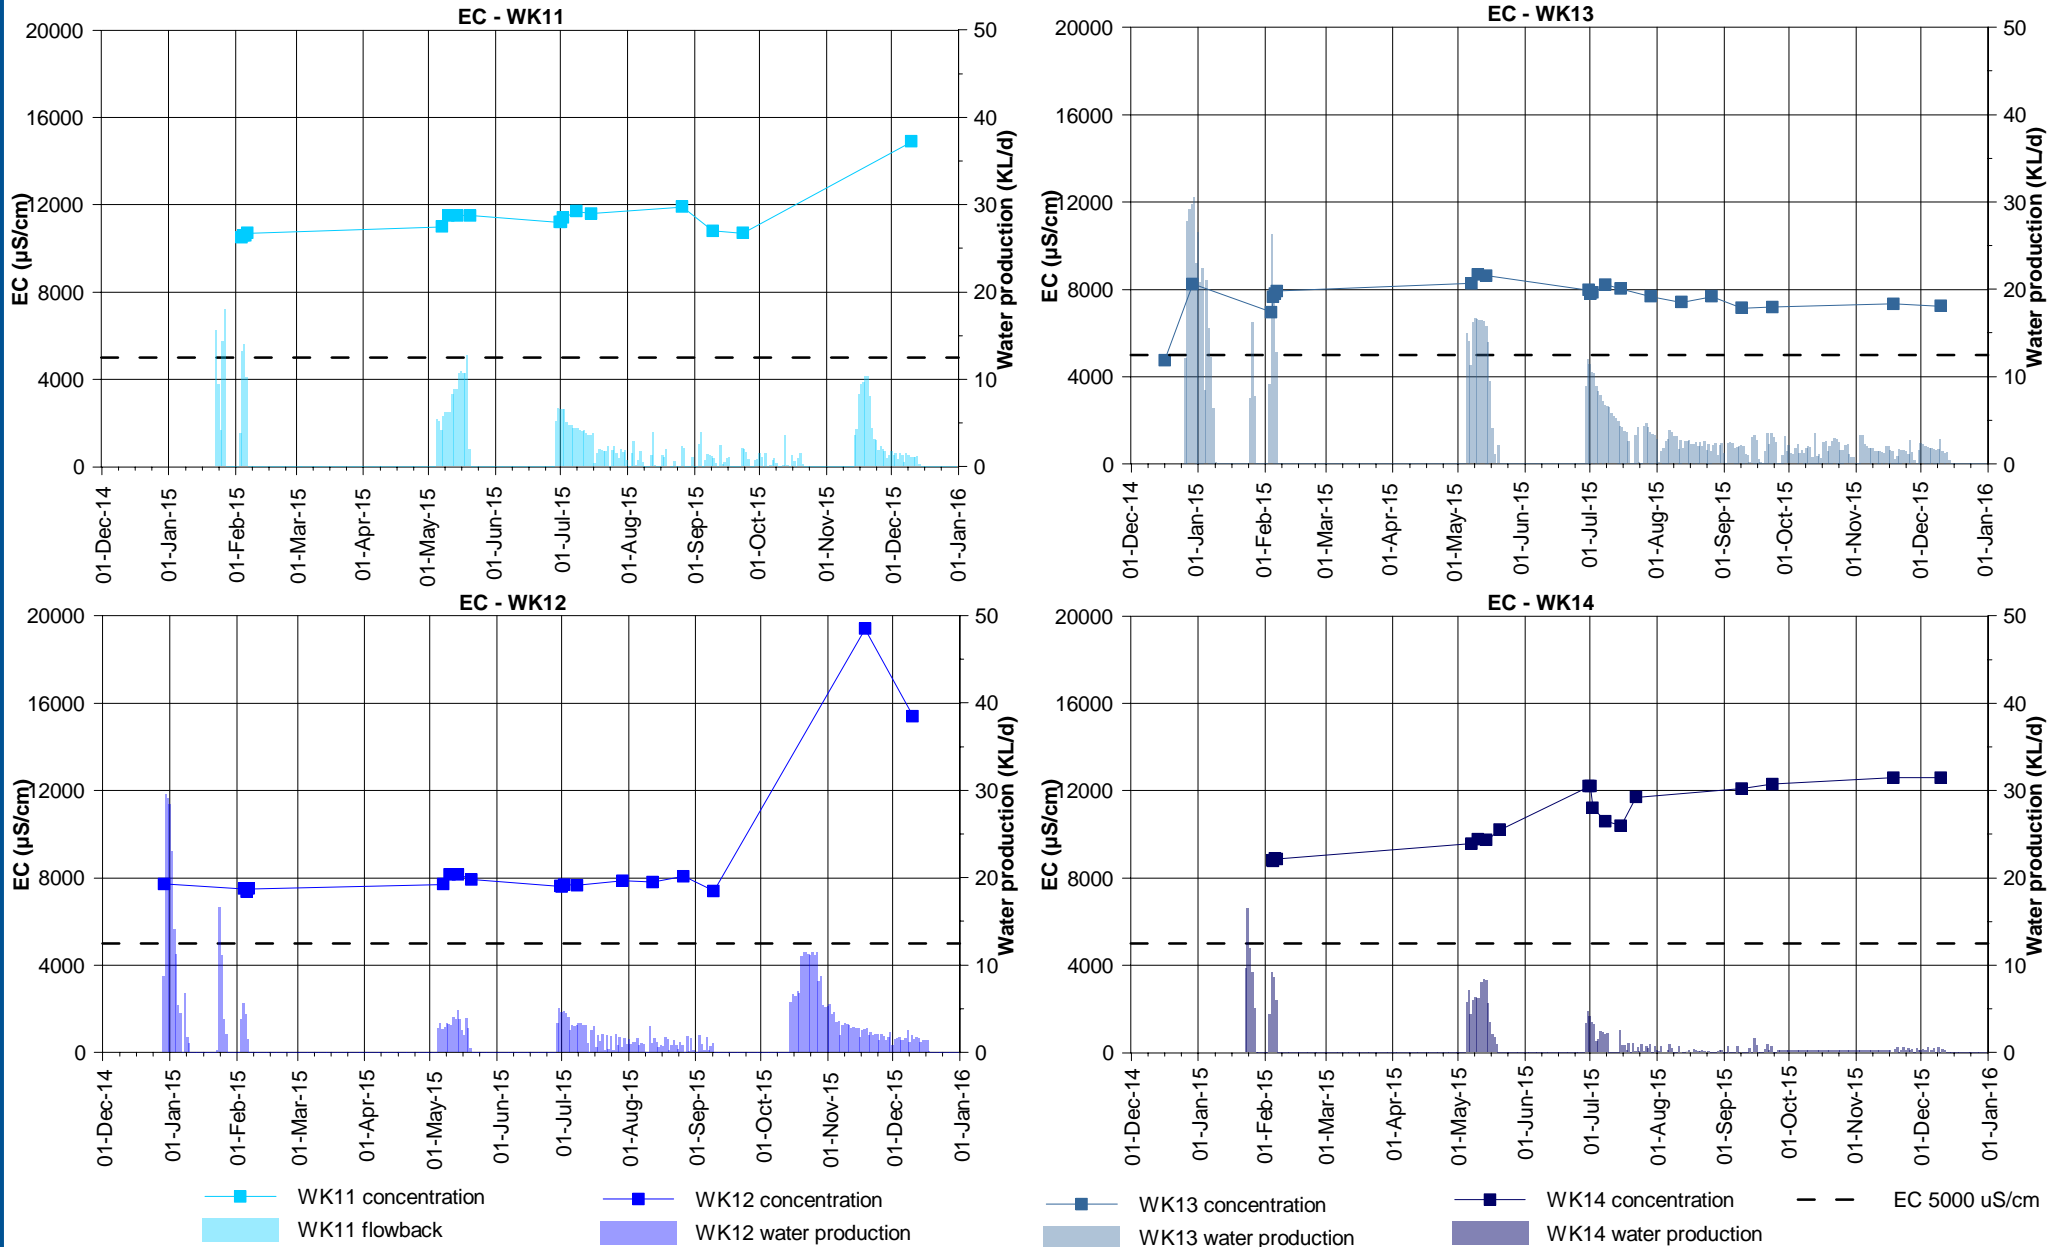 EC - WK11
20000
16000
12000
8000
4000
0
EC (µS/cm)
50
40
30
20
10
0
Water production (KL/d)
01-Dec-14
01-Jan-15
01-Feb-15
01-Mar-15
01-Apr-15
01-May-15
01-Jun-15
01-Jul-15
01-Aug-15
01-Sep-15
01-Oct-15
01-Nov-15
01-Dec-15
01-Jan-16
EC - WK13
20000
16000
12000
8000
4000
0
EC (µS/cm)
50
40
30
20
10
0
Water production (KL/d)
01-Dec-14
01-Jan-15
01-Feb-15
01-Mar-15
01-Apr-15
01-May-15
01-Jun-15
01-Jul-15
01-Aug-15
01-Sep-15
01-Oct-15
01-Nov-15
01-Dec-15
01-Jan-16
EC - WK12
20000
16000
12000
8000
4000
0
EC (µS/cm)
50
40
30
20
10
0
Water production (KL/d)
01-Dec-14
01-Jan-15
01-Feb-15
01-Mar-15
01-Apr-15
01-May-15
01-Jun-15
01-Jul-15
01-Aug-15
01-Sep-15
01-Oct-15
01-Nov-15
01-Dec-15
01-Jan-16
EC - WK14
20000
16000
12000
8000
4000
0
EC (µS/cm)
50
40
30
20
10
0
Water production (KL/d)
01-Dec-14
01-Jan-15
01-Feb-15
01-Mar-15
01-Apr-15
01-May-15
01-Jun-15
01-Jul-15
01-Aug-15
01-Sep-15
01-Oct-15
01-Nov-15
01-Dec-15
01-Jan-16
WK11 concentration
WK11 flowback
WK12 concentration
WK12 water production
WK13 concentration
WK13 water production
WK14 concentration
WK14 water production
EC 5000 uS/cm